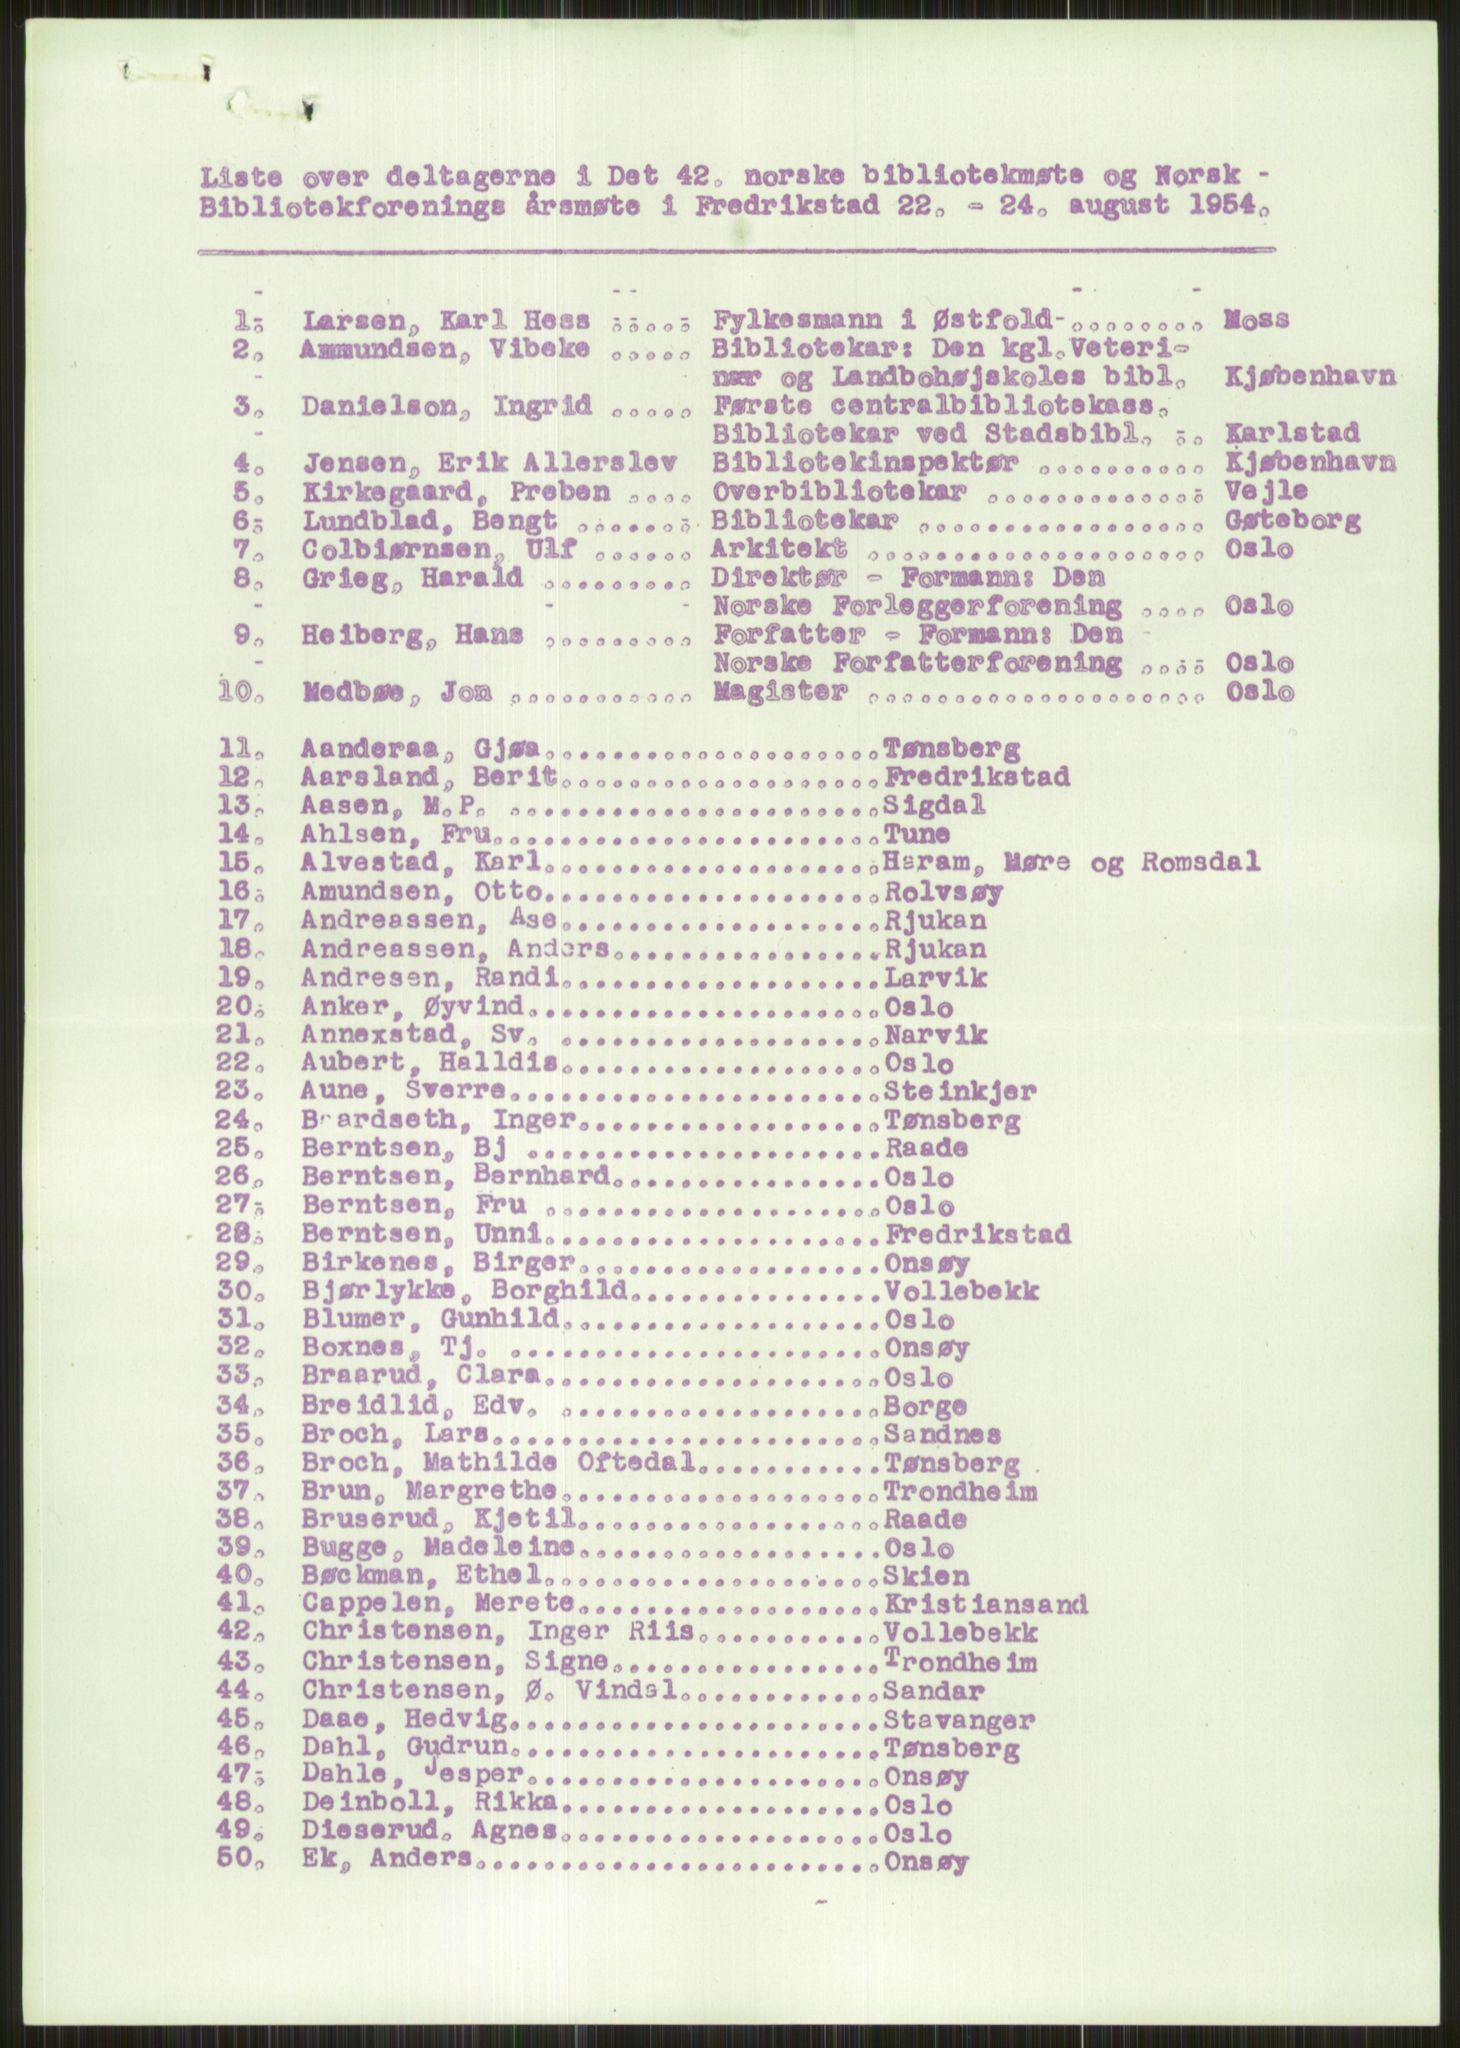 Liste over deltagerne i Det 42. norske bibliotekmøte og Norsk -
Bibliotekforenings årsmøte i Fredrikstad 22. - 24. august 1954.
1. Larsen, Karl Hess ..... Fylkesmann i Østfold ........ Moss
2. Ammundsen, Vibeke ..... Bibliotekar: Den kgl.Veteri-
nær og Landbohøjskoles bibl. Kjøbenhavn
3. Danielson, Ingrid ..... Første centralbibliotekass.
Bibliotekar ved Stadsbibl. .. Karlstad
4. Jensen, Erik Allerslev Bibliotekinspektør .......... Kjøbenhavn
5. Kirkegaard, Preben .... Overbibliotekar ............. Vejle
6. Lundblad, Bengt ....... Bibliotekar ................. Gøteborg
7. Colbiørnsen, Ulf ...... Arkitekt .................... Oslo
8. Grieg, Harald ......... Direktør - Formann: Den
Norske Forleggerforening .... Oslo
9. Heiberg, Hans ......... Forfatter - Formann: Den
Norske Forfatterforening .... Oslo
10. Medbøe, Jon ........... Magister .................... Oslo
11. Aanderaa, Gjøa....................Tønsberg
12. Aarsland, Berit...................Fredrikstad
13. Aasen, M.P. ......................Sigdal
14. Ahlsen, Fru.......................Tune
15. Alvestad, Karl....................Haram, Møre og Romsdal
16. Amundsen, Otto....................Rolvsøy
17. Andreassen, Ase...................Rjukan
18. Andreassen, Anders................Rjukan
19. Andresen, Randi...................Larvik
20. Anker, Øyvind.....................Oslo
21. Annexstad, Sv. ...................Narvik
22. Aubert, Halldis...................Oslo
23. Aune, Sverre......................Steinkjer
24. Baardseth, Inger..................Tønsberg
25. Berntsen, Bj .....................Raade
26. Berntsen, Bernhard................Oslo
27. Berntsen, Fru ....................Oslo
28. Berntsen, Unni....................Fredrikstad
29. Birkenes, Birger..................Onsøy
30. Bjørlykke, Borghild...............Vollebekk
31. Blumer, Gunhild...................Oslo
32. Boxnes, Tj. ......................Onsøy
33. Braarud, Clara....................Oslo
34. Breidlid, Edv. ...................Borge
35. Broch, Lars.......................Sandnes
36. Broch, Mathilde Oftedal...........Tønsberg
37. Brun, Margrethe...................Trondheim
38. Bruserud, Kjetil..................Raade
39. Bugge, Madeleine..................Oslo
40. Bøckman, Ethel....................Skien
41. Cappelen, Merete..................Kristiansand
42. Christensen, Inger Riis...........Vollebekk
43. Christensen, Signe................Trondheim
44. Christensen, Ø. Vindal............Sandar
45. Daae, Hedvig......................Stavanger
46. Dahl, Gudrun......................Tønsberg
47. Dahle, Jesper.....................Onsøy
48. Deinboll, Rikka...................Oslo
49. Dieserud. Agnes...................Oslo
50. Ek, Anders........................Onsøy